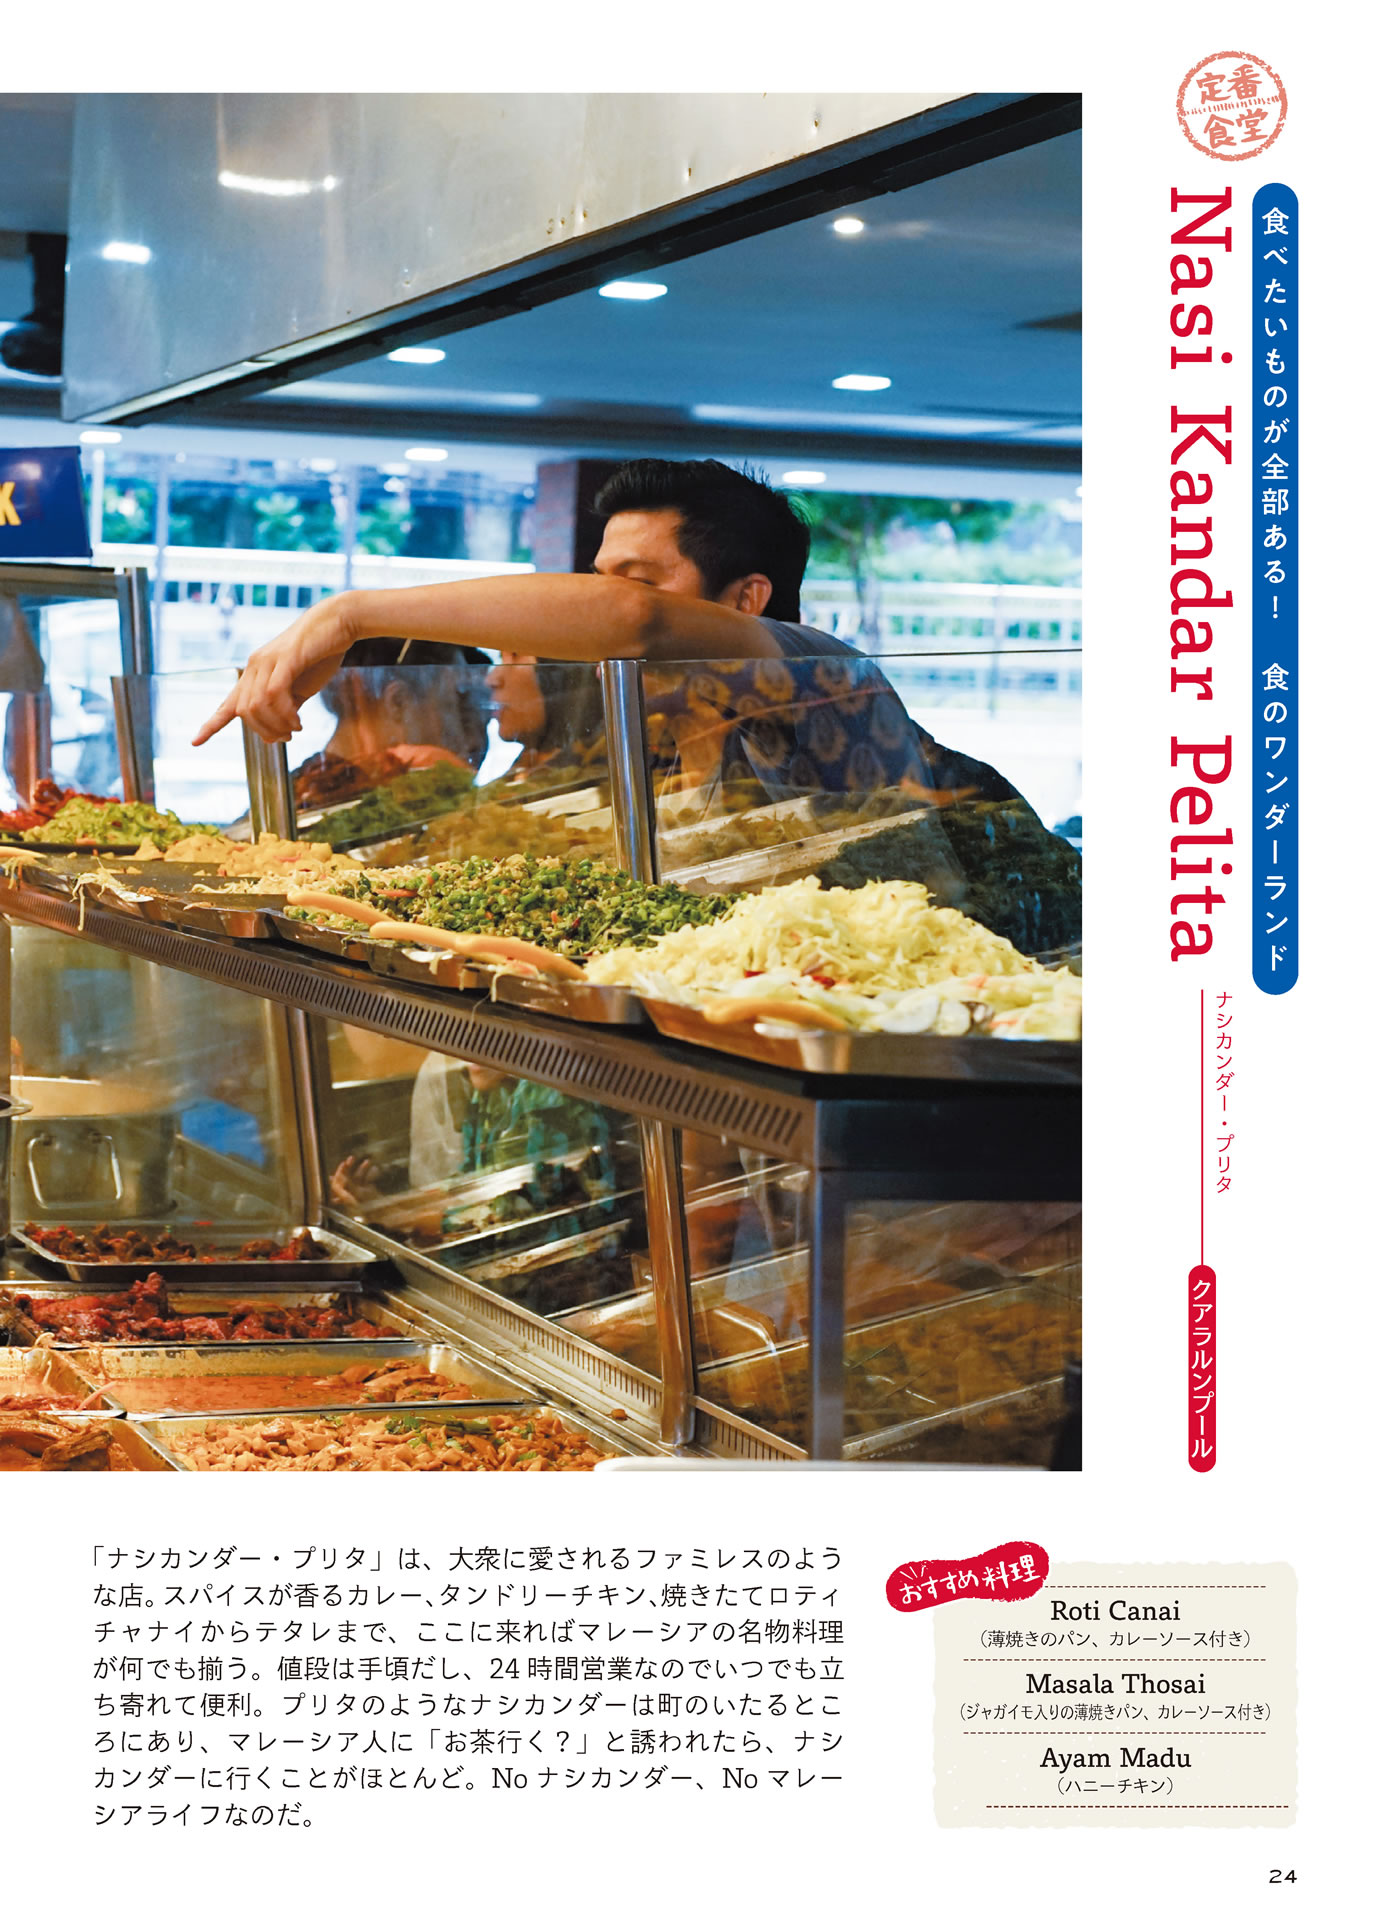 定番
食堂
食べたいものが全部ある！　食のワンダーランド
Nasi Kandar Pelita
ナシカンダー・プリタ
クアラルンプール
K
「ナシカンダー・プリタ」は、大衆に愛されるファミレスのよう
な店。スパイスが香るカレー、タンドリーチキン、焼きたてロティ
チャナイからテタレまで、ここに来ればマレーシアの名物料理
が何でも揃う。値段は手頃だし、24時間営業なのでいつでも立
ち寄れて便利。プリタのようなナシカンダーは町のいたるとこ
ろにあり、マレーシア人に「お茶行く？」と誘われたら、ナシ
カンダーに行くことがほとんど。No ナシカンダー、No マレー
シアライフなのだ。
おすすめ料理
Roti Canai
（薄焼きのパン、カレーソース付き）
Masala Thosai
（ジャガイモ入りの薄焼きパン、カレーソース付き）
Ayam Madu
（ハニーチキン）
24